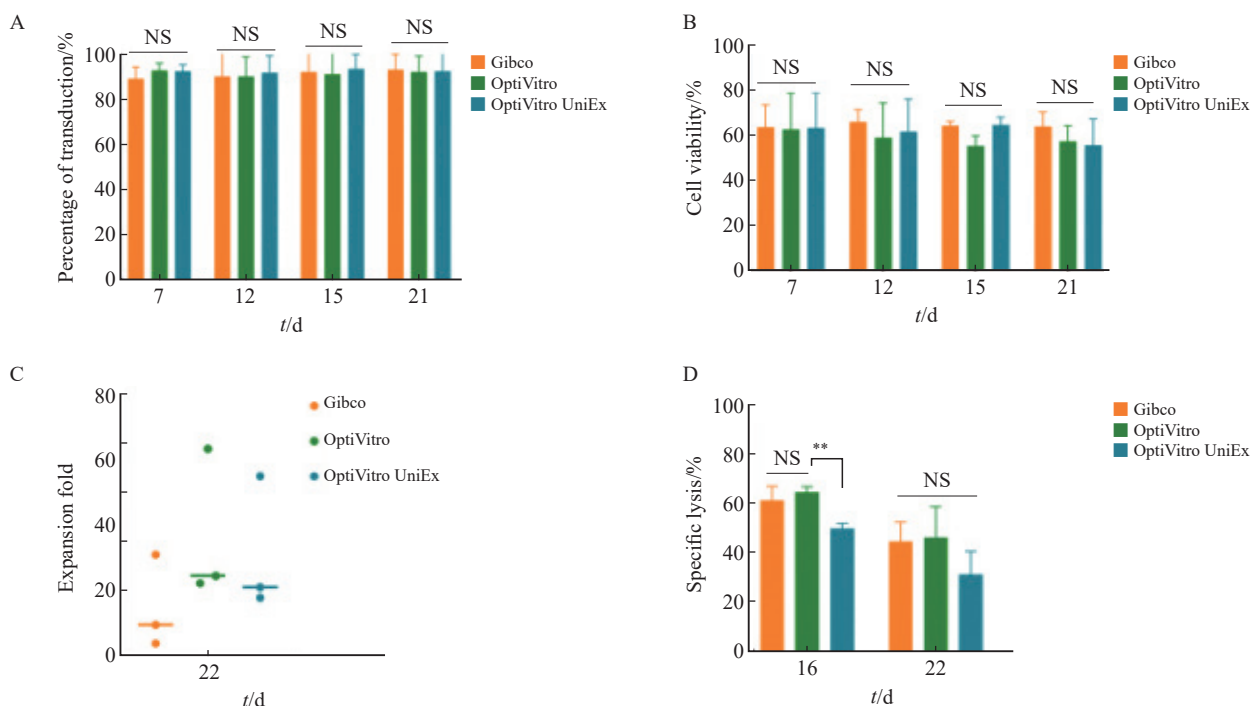 A
NS
NS
NS
NS
100
80
60
40
20
0
Percentage of transduction/%
7
12
15
21
t/d
Gibco
OptiVitro
OptiVitro UniEx
B
NS
NS
NS
NS
100
80
60
40
20
0
Cell viability/%
7
12
15
21
t/d
Gibco
OptiVitro
OptiVitro UniEx
C
80
60
40
20
0
Expansion fold
22
t/d
Gibco
OptiVitro
OptiVitro UniEx
D
NS
**
NS
100
80
60
40
60
0
Specific lysis/%
16
22
t/d
Gibco
OptiVitro
OptiVitro UniEx